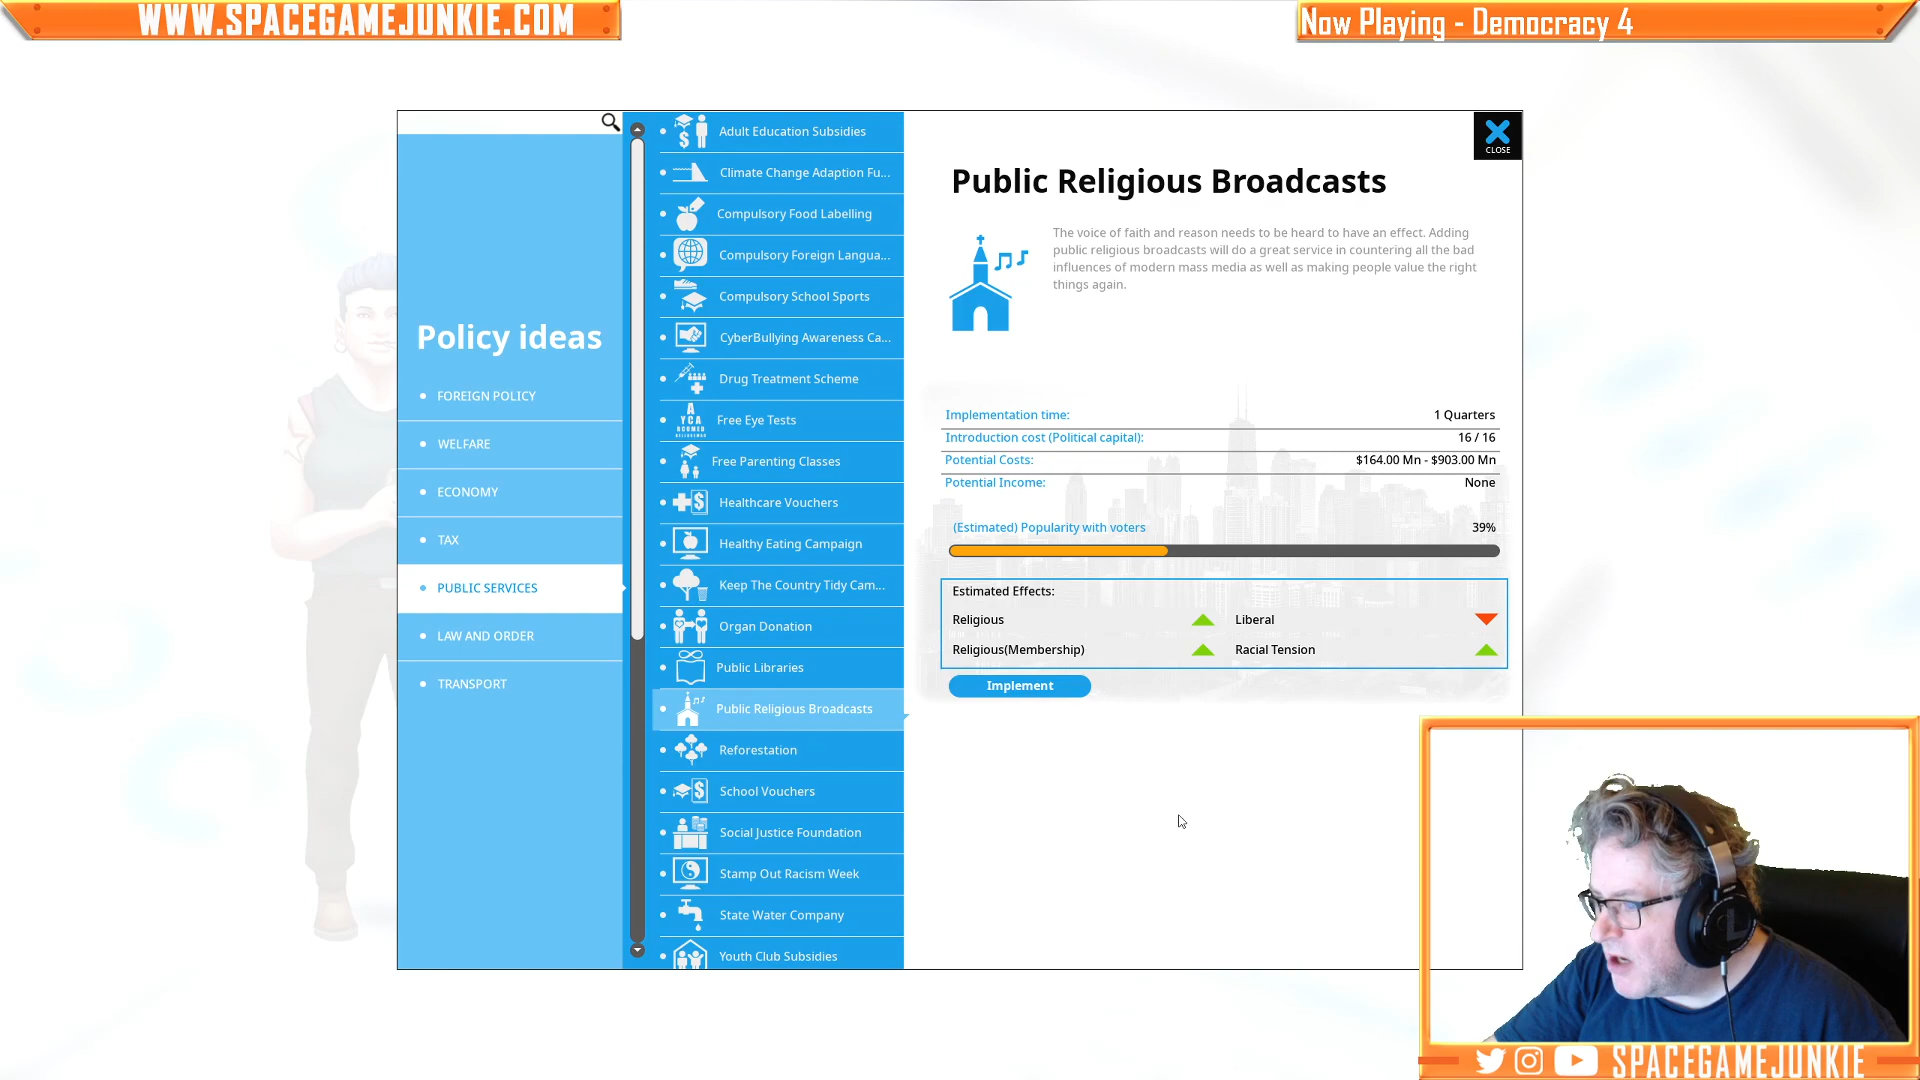 WWW.SPACEGAMEJUNKIE.COM
Now Playing - Democracy 4
CLOSE
Policy ideas
FOREIGN POLICY
WELFARE
ECONOMY
TAX
PUBLIC SERVICES
LAW AND ORDER
TRANSPORT
Adult Education Subsidies
Climate Change Adaption Fu...
Compulsory Food Labelling
Compulsory Foreign Langua...
Compulsory School Sports
CyberBullying Awareness Ca...
Drug Treatment Scheme
Free Eye Tests
Free Parenting Classes
Healthcare Vouchers
Healthy Eating Campaign
Keep The Country Tidy Cam...
Organ Donation
Public Libraries
Public Religious Broadcasts
Reforestation
School Vouchers
Social Justice Foundation
Stamp Out Racism Week
State Water Company
Youth Club Subsidies
Public Religious Broadcasts
The voice of faith and reason needs to be heard to have an effect. Adding
public religious broadcasts will do a great service in countering all the bad
influences of modern mass media as well as making people value the right
things again.
Implementation time: 1 Quarters
Introduction cost (Political capital): 16 / 16
Potential Costs: $164.00 Mn - $903.00 Mn
Potential Income: None
(Estimated) Popularity with voters 39%
Estimated Effects:
Religious Liberal
Religious(Membership) Racial Tension
Implement
SPACEGAMEJUNKIE